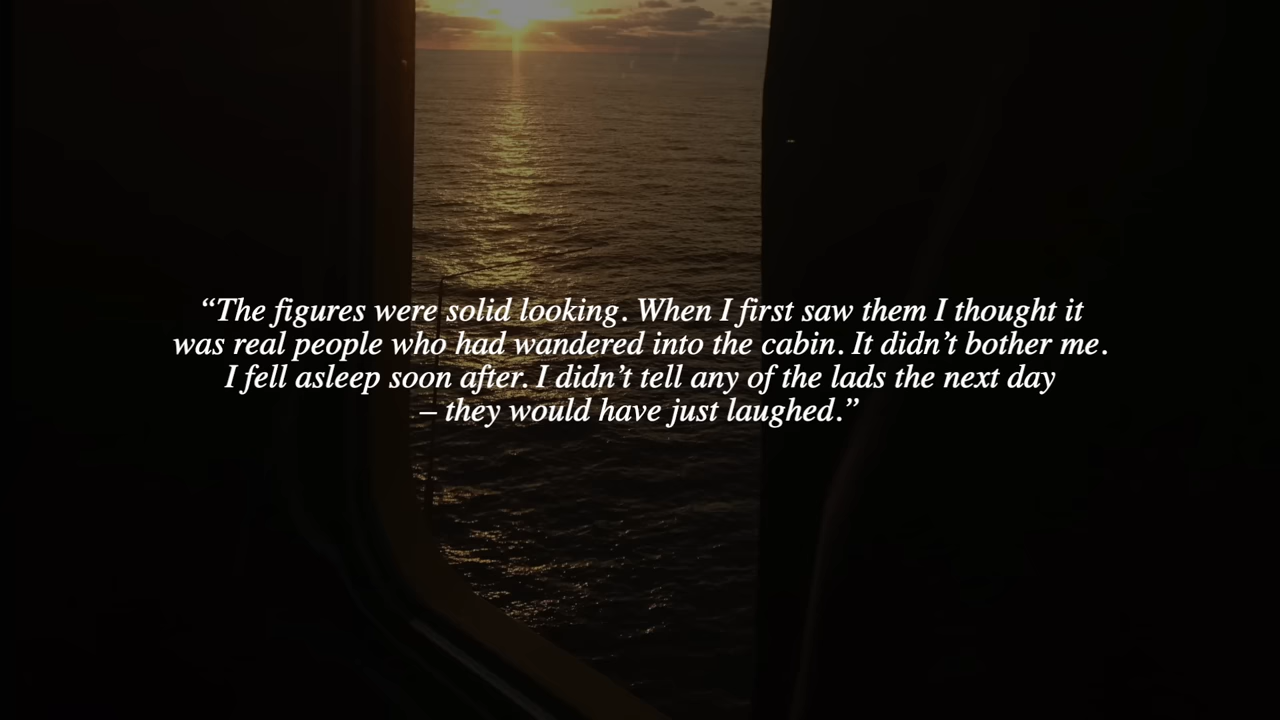 “The figures were solid looking. When I first saw them I thought it
was real people who had wandered into the cabin. It didn’t bother me.
I fell asleep soon after. I didn’t tell any of the lads the next day
– they would have just laughed.”